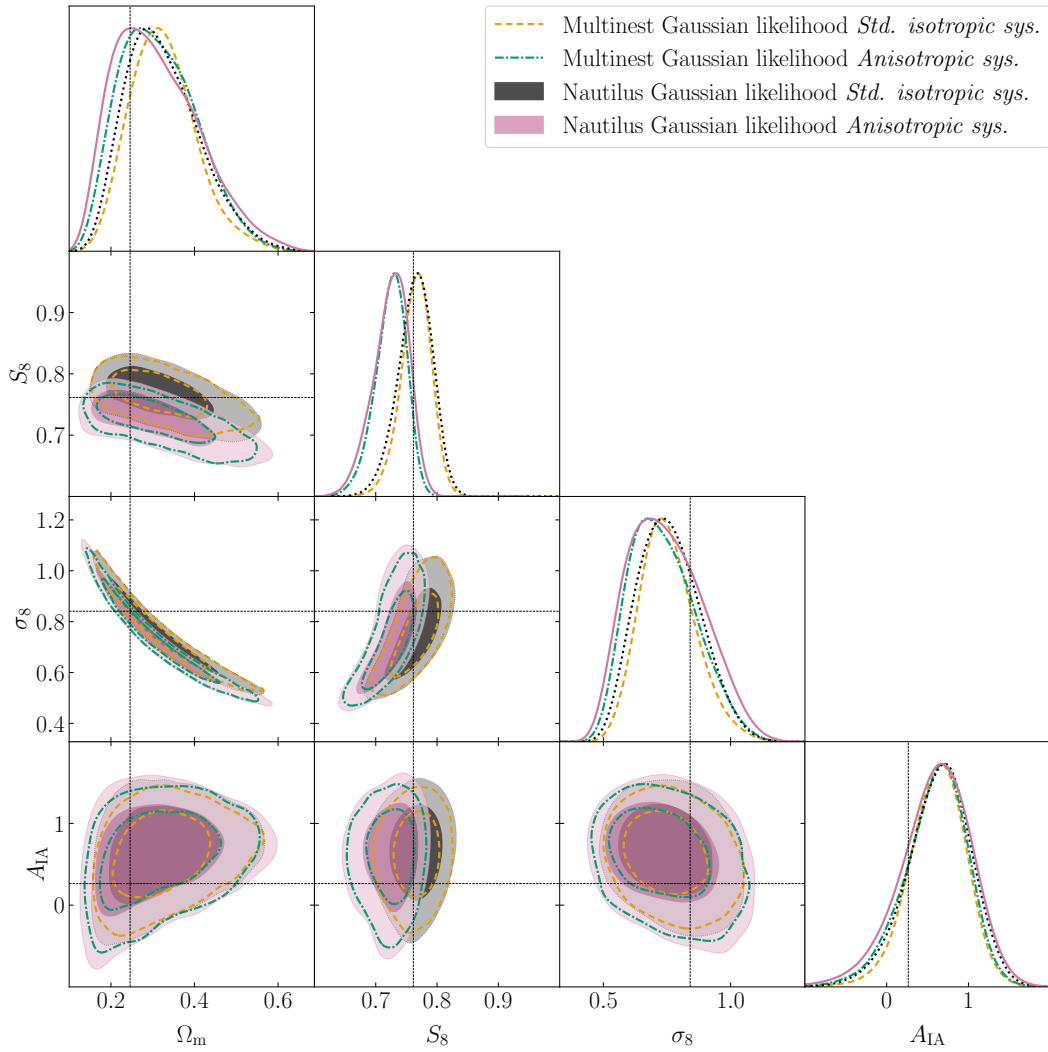 Multinest Gaussian likelihood Std. isotropic sys.
Multinest Gaussian likelihood Anisotropic sys.
Nautilus Gaussian likelihood Std. isotropic sys.
Nautilus Gaussian likelihood Anisotropic sys.
S₈
0.9
0.8
0.7
σ₈
1.2
1.0
0.8
0.6
0.4
A_IA
1
0
0.2 0.4 0.6
0.7 0.8 0.9
0.5 1.0
0 1
Ω_m S₈ σ₈ A_IA